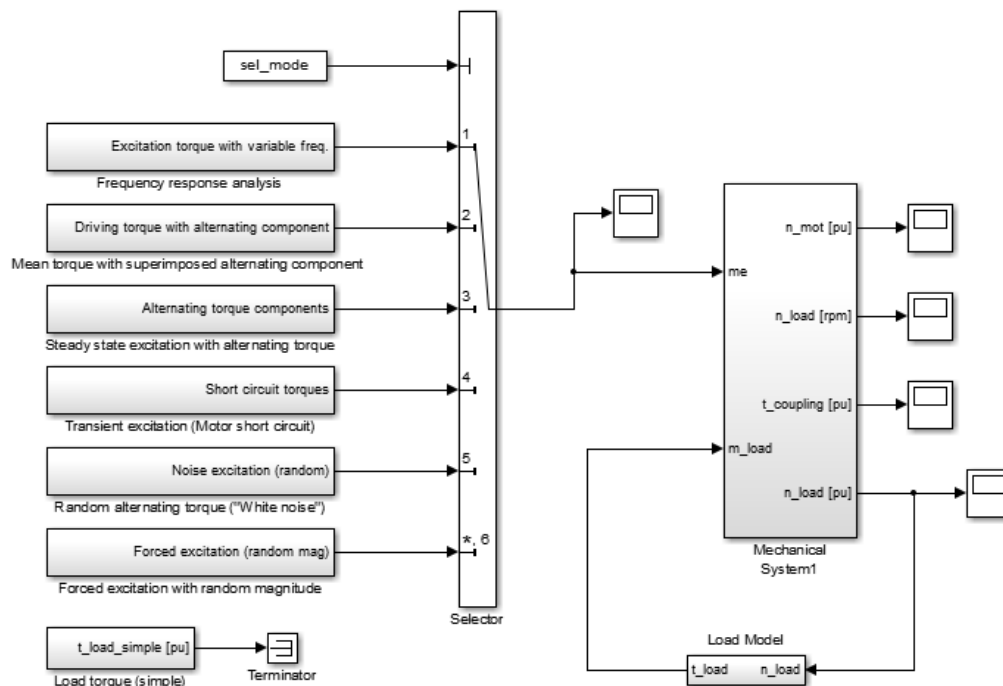 sel_mode
1
Excitation torque with variable freq.
Frequency response analysis
2
Driving torque with alternating component
Mean torque with superimposed alternating component
3
Alternating torque components
Steady state excitation with alternating torque
4
Short circuit torques
Transient excitation (Motor short circuit)
5
Noise excitation (random)
Random alternating torque ("White noise")
*, 6
Forced excitation (random mag)
Forced excitation with random magnitude
Selector
t_load_simple [pu]
Load torque (simple)
Terminator
me
m_load
n_mot [pu]
n_load [rpm]
t_coupling [pu]
n_load [pu]
Mechanical
System1
Load Model
t_load
n_load